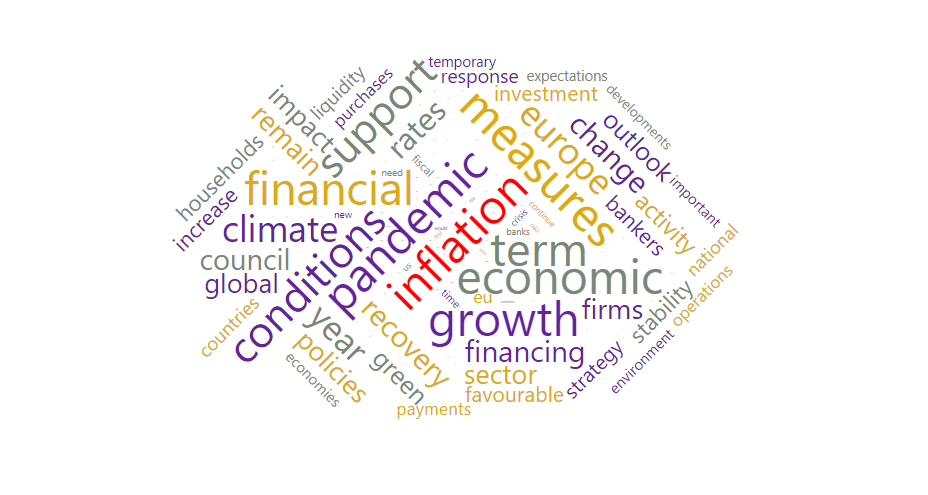 temporary
response
expectations
liquidity
purchases
support
impact
remain
rates
investment
measures
europe
change
outlook
developments
important
households
increase
financial
need
fiscal
new
climate
conditions
pandemic
inflation
crisis
continue
banks
bankers
activity
national
operations
council
global
us
would
term
economic
stability
countries
year
recovery
time
eu
growth
firms
policies
green
financing
sector
strategy
environment
economies
favourable
payments